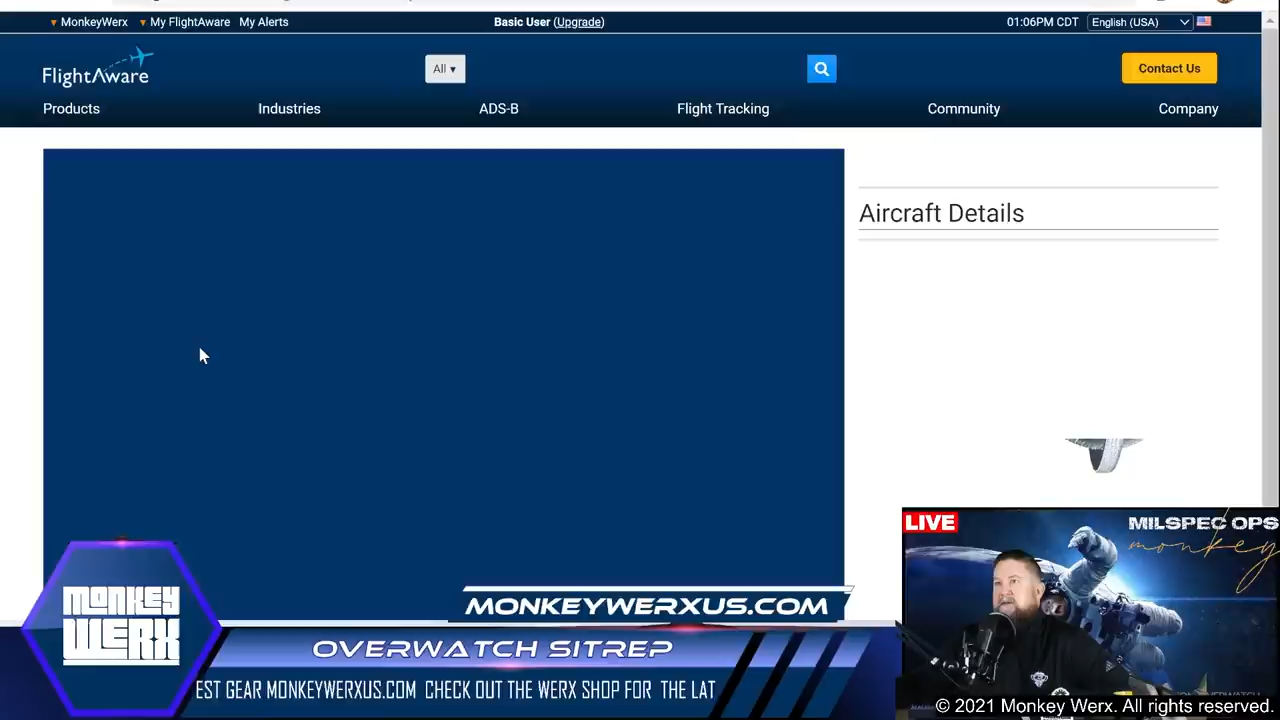 MonkeyWerx My FlightAware My Alerts Basic User (Upgrade) 01:06PM CDT English (USA)
FlightAware All Contact Us
Products Industries ADS-B Flight Tracking Community Company
Aircraft Details
LIVE MILSPEC OPS
monkey
MONKEY
WERX
MONKEYWERXUS.COM
OVERWATCH SITREP
EST GEAR MONKEYWERXUS.COM CHECK OUT THE WERX SHOP FOR THE LAT
© 2021 Monkey Werx. All rights reserved.